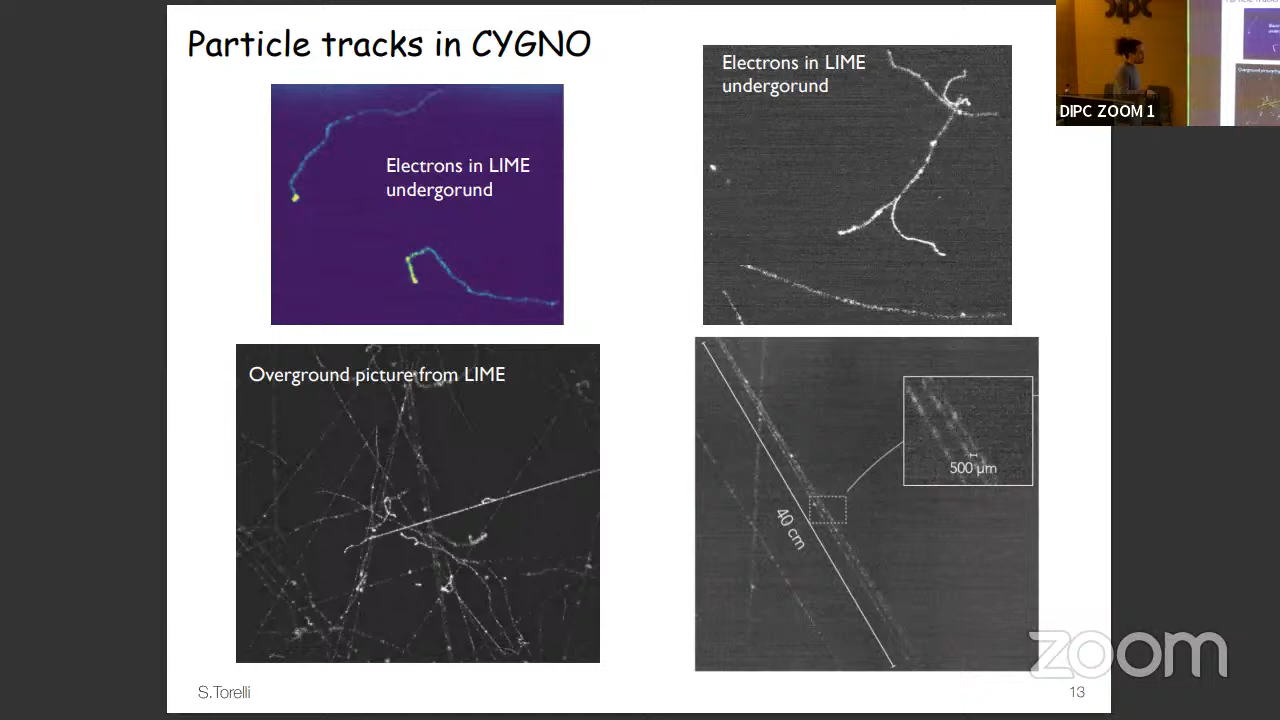 Particle tracks in CYGNO
Electrons in LIME
undergorund
Electrons in LIME
undergorund
Overground picture from LIME
500 µm
40 cm
S.Torelli
13
DIPC ZOOM 1
zoom